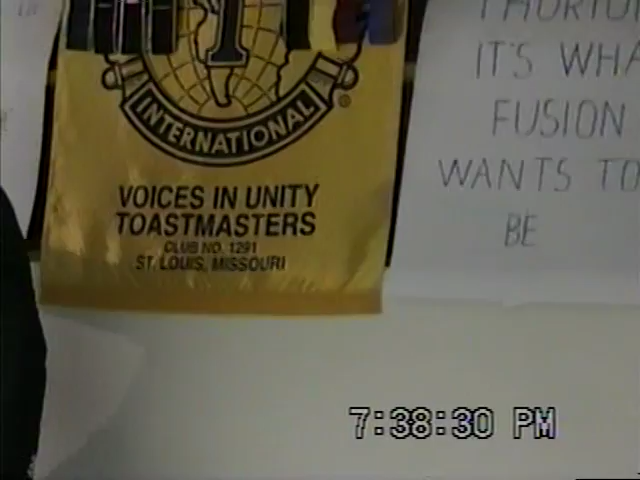 INTERNATIONAL
VOICES IN UNITY
TOASTMASTERS
CLUB NO. 1291
ST. LOUIS, MISSOURI
IT'S
FUSION
WANTS TO
BE
7:38:30 PM